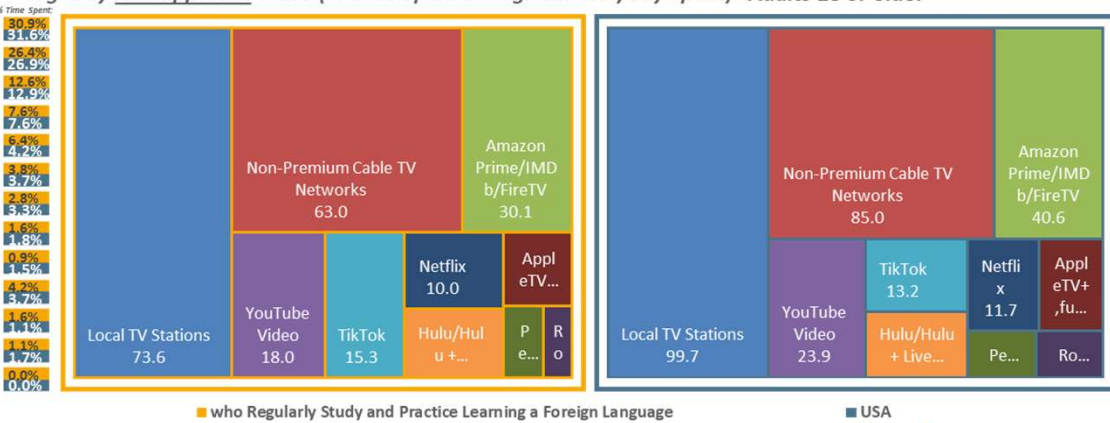 % Time Spent:
30.9%
31.6%
26.4%
26.9%
12.6%
12.9%
7.6%
7.6%
6.4%
4.2%
3.8%
3.7%
2.8%
3.3%
1.6%
1.8%
0.9%
1.5%
4.2%
3.7%
1.6%
1.1%
1.1%
1.7%
0.0%
0.0%
Local TV Stations
73.6
Non-Premium Cable TV
Networks
63.0
Amazon
Prime/IMD
b/FireTV
30.1
YouTube
Video
18.0
TikTok
15.3
Netflix
10.0
Appl
eTV...
Hulu/Hul
u +...
P
e...
R
o
Local TV Stations
99.7
Non-Premium Cable TV
Networks
85.0
Amazon
Prime/IMD
b/FireTV
40.6
YouTube
Video
23.9
TikTok
13.2
Netfli
x
11.7
Appl
eTV+
,fu...
Hulu/Hulu
+ Live...
Pe...
Ro...
who Regularly Study and Practice Learning a Foreign Language
USA